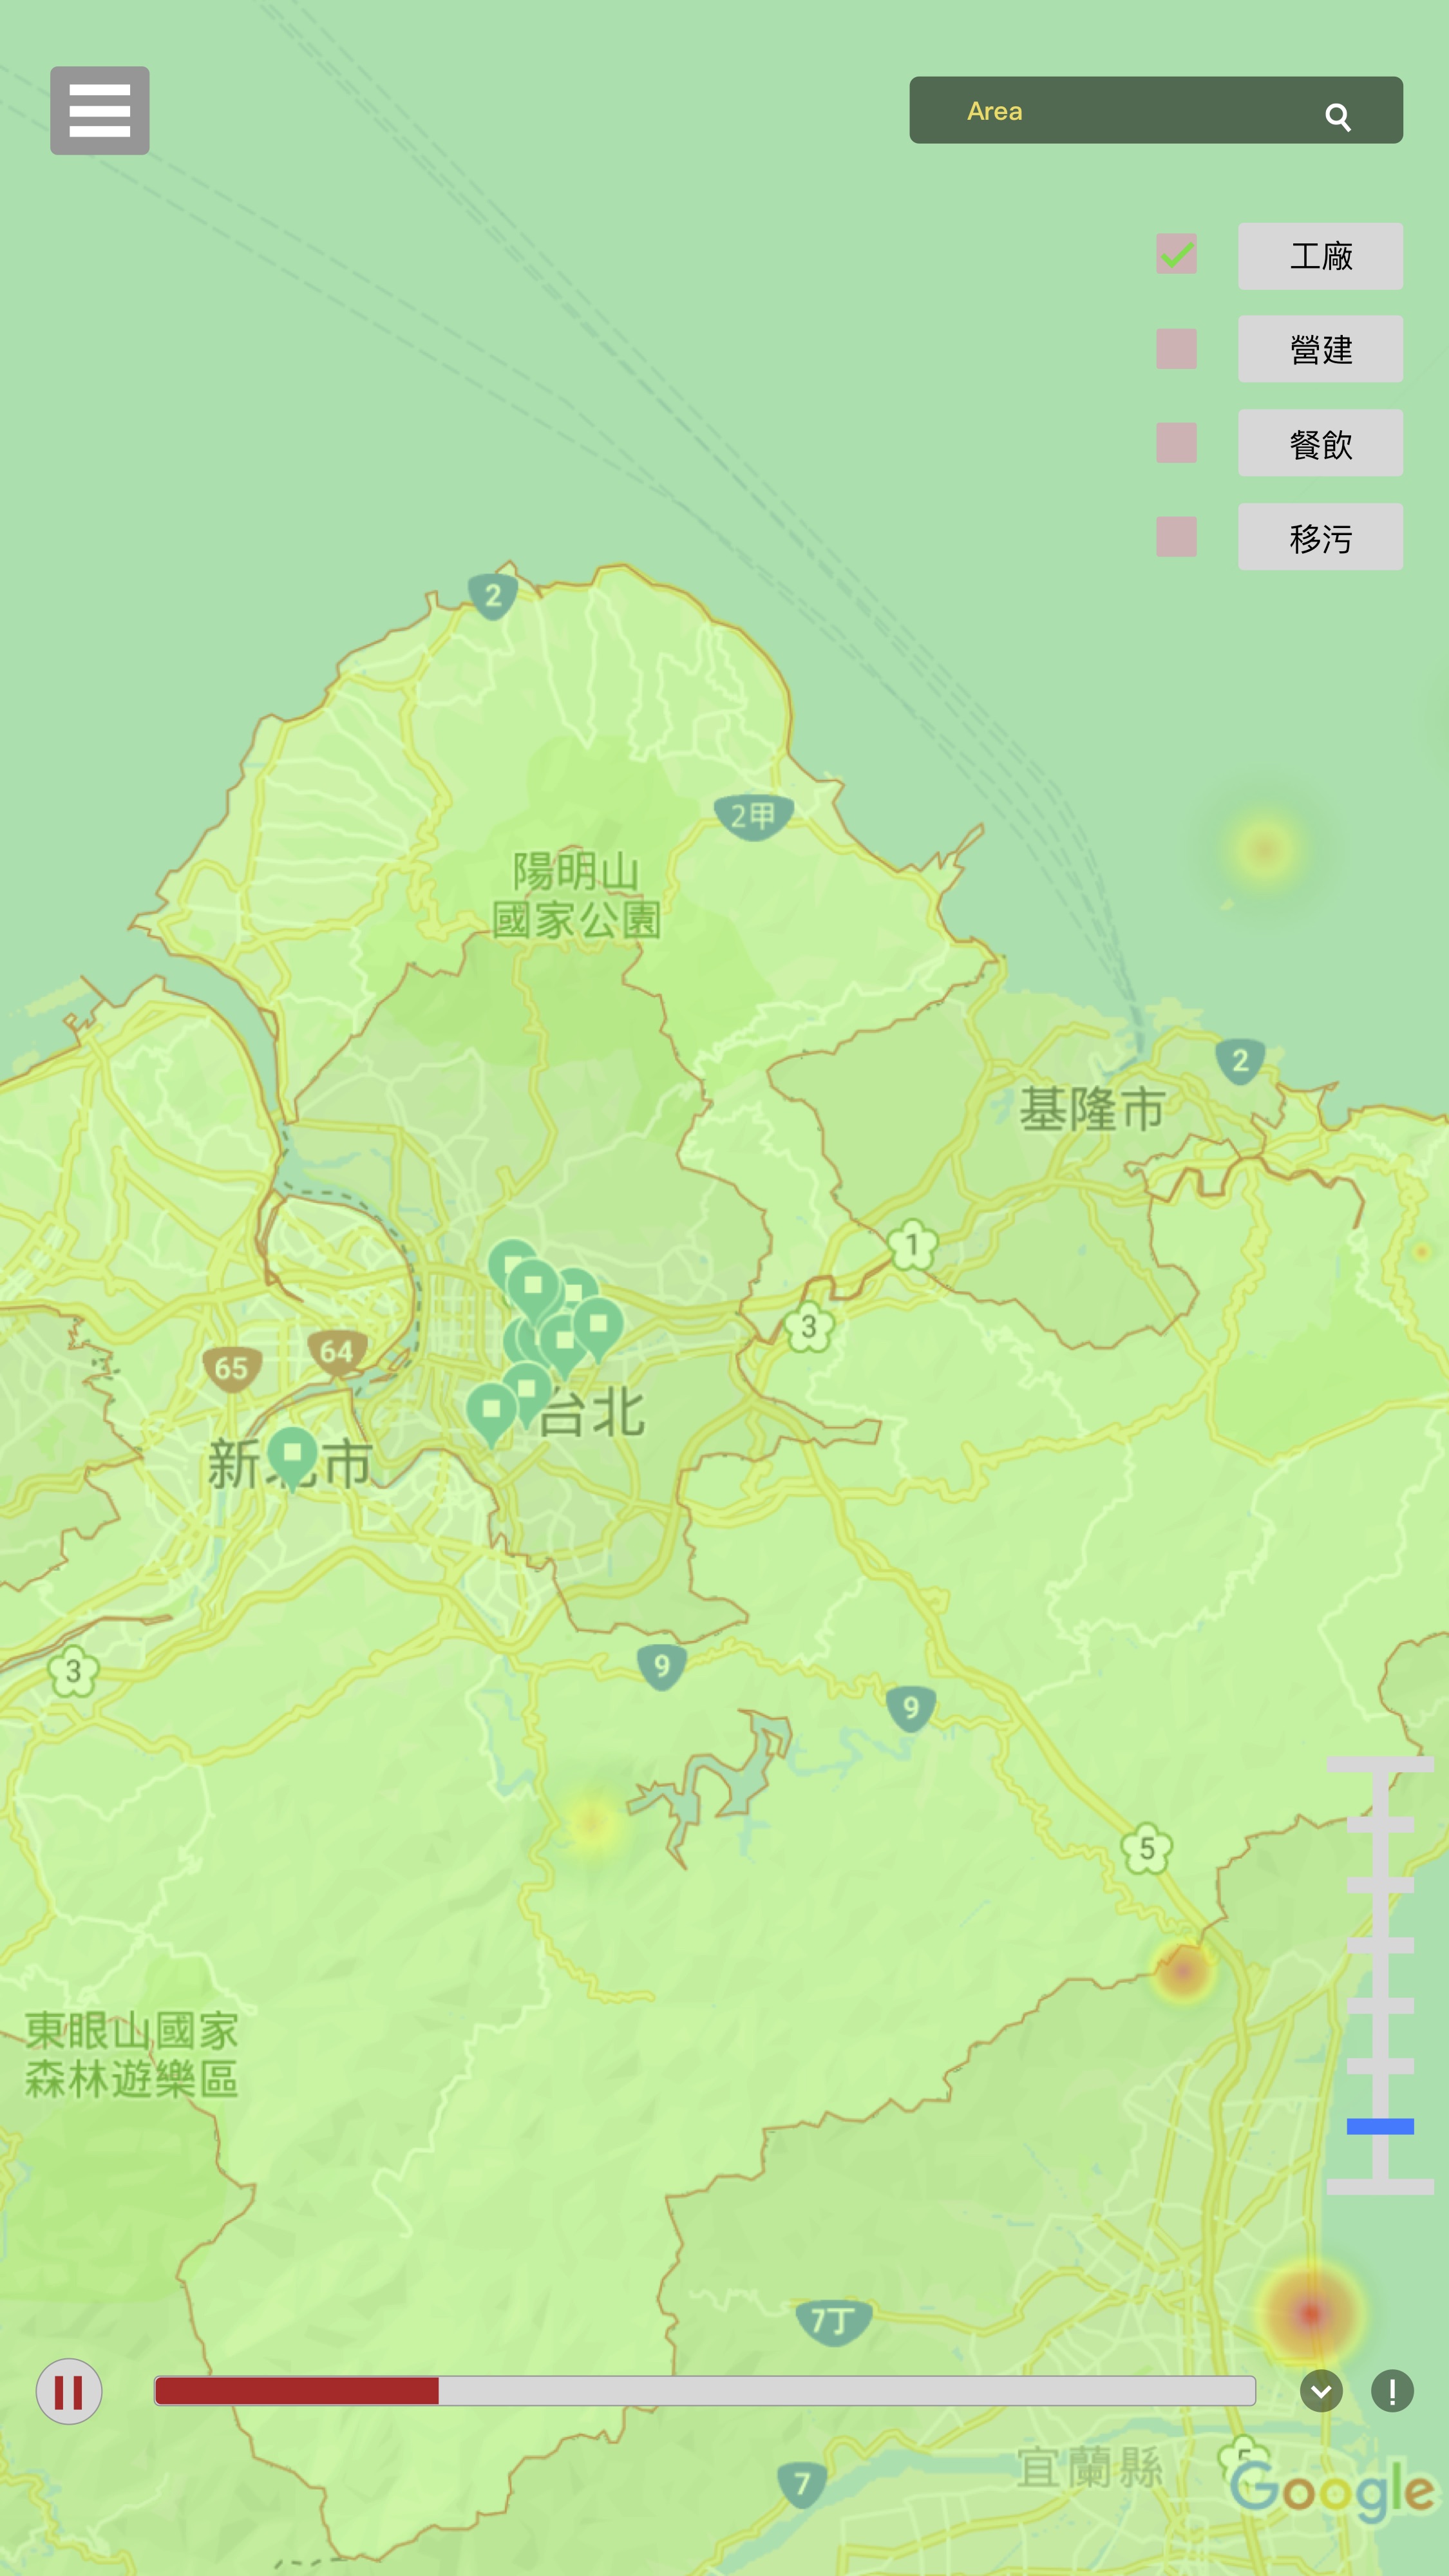 Area
工廠
營建
餐飲
移污
2
2甲
陽明山
國家公園
2
基隆市
1
3
64
65
台北
新北市
3
9
9
5
東眼山國家
森林遊樂區
7丁
!
宜蘭縣
5
7
Google